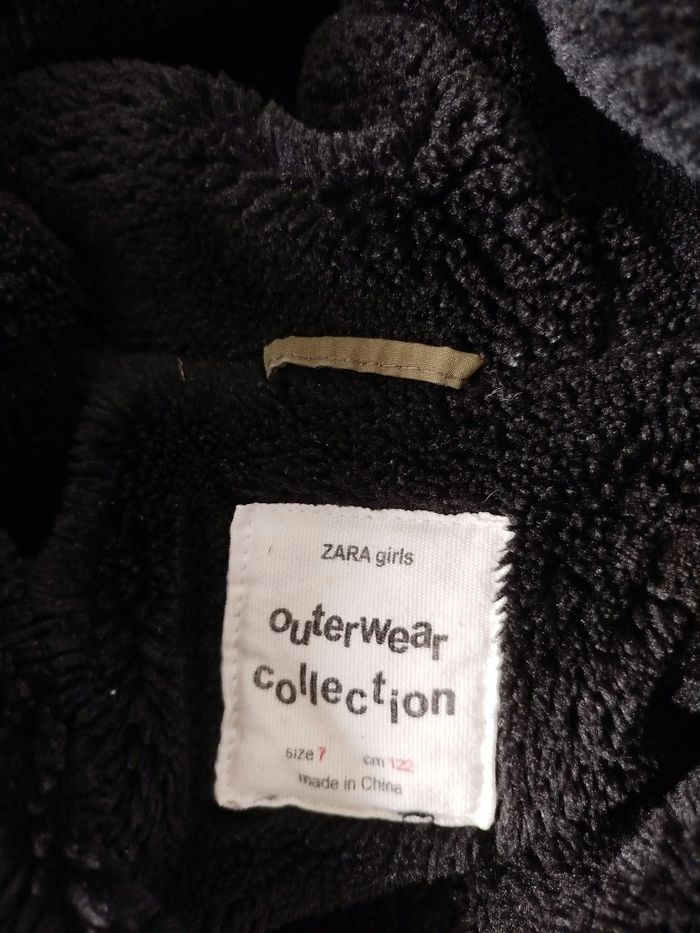 ZARA girls
outerwear
collection
size 7 cm 122
made in China